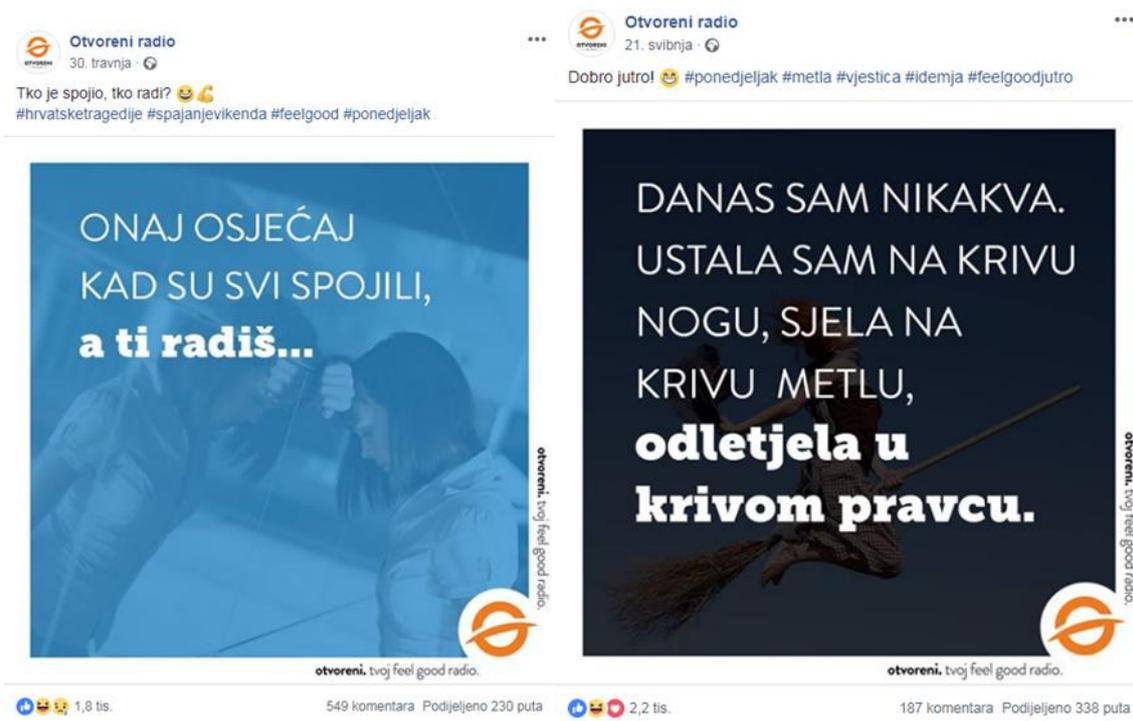 Otvoreni radio
30. travnja
Tko je spojio, tko radi? 😆💪
#hrvatsketragedije #spajanjevikenda #feelgood #ponedjeljak
ONAJ OSJEĆAJ
KAD SU SVI SPOJILI,
a ti radiš...
otvoreni. tvoj feel good radio.
otvoreni. tvoj feel good radio.
1,8 tis.
549 komentara Podijeljeno 230 puta
Otvoreni radio
21. svibnja
Dobro jutro! 😁 #ponedjeljak #metla #vjestica #idemja #feelgoodjutro
DANAS SAM NIKAKVA.
USTALA SAM NA KRIVU
NOGU, SJELA NA
KRIVU METLU,
odletjela u
krivom pravcu.
otvoreni. tvoj feel good radio.
otvoreni. tvoj feel good radio.
2,2 tis.
187 komentara Podijeljeno 338 puta